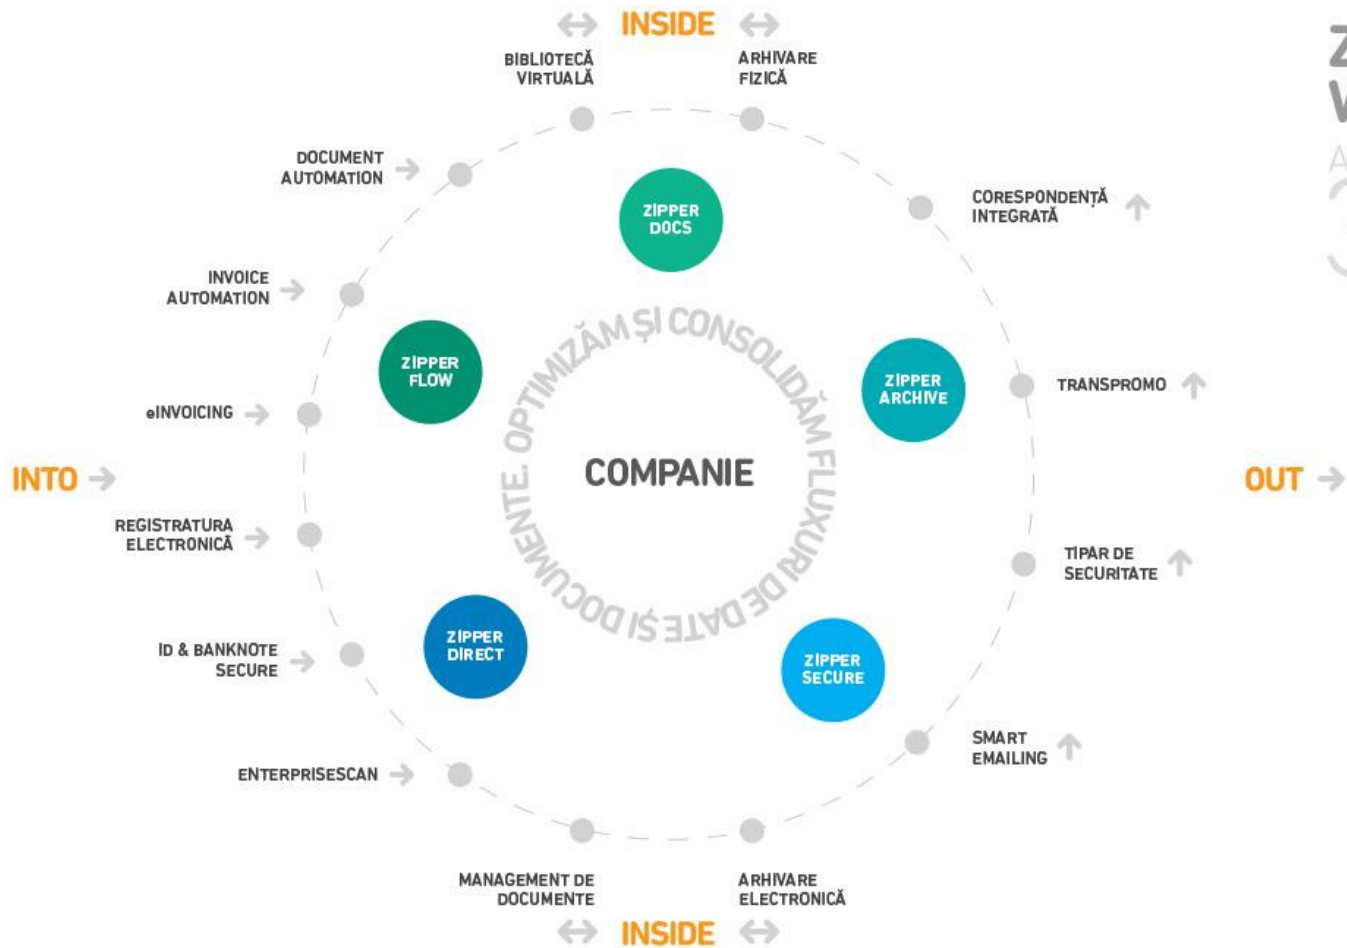 INSIDE
BIBLIOTECĂ
VIRTUALĂ
ARHIVARE
FIZICĂ
DOCUMENT
AUTOMATION
CORESPONDENȚĂ
INTEGRATĂ
ZIPPER
DOCS
INVOICE
AUTOMATION
ZIPPER
FLOW
ZIPPER
ARCHIVE
TRANSPROMO
eINVOICING
OPTIMIZĂM ȘI CONSOLIDĂM FLUXURI DE DATE ȘI DOCUMENTE.
COMPANIE
INTO
OUT
REGISTRATURA
ELECTRONICĂ
TIPAR DE
SECURITATE
ID & BANKNOTE
SECURE
ZIPPER
DIRECT
ZIPPER
SECURE
SMART
EMAILING
ENTERPRISESCAN
MANAGEMENT DE
DOCUMENTE
ARHIVARE
ELECTRONICĂ
INSIDE